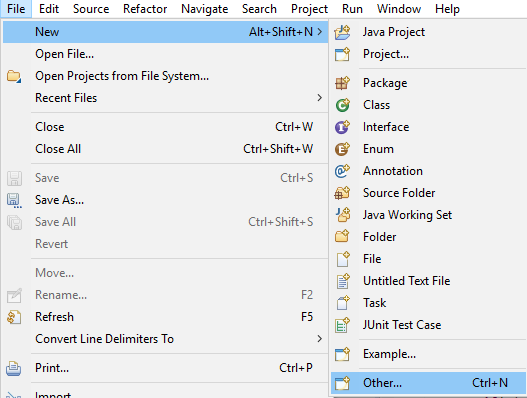 File Edit Source Refactor Navigate Search Project Run Window Help
New Alt+Shift+N >
Open File...
Open Projects from File System...
Recent Files >
Close Ctrl+W
Close All Ctrl+Shift+W
Save Ctrl+S
Save As...
Save All Ctrl+Shift+S
Revert
Move...
Rename... F2
Refresh F5
Convert Line Delimiters To >
Print... Ctrl+P
Import...
Java Project
Project...
Package
Class
Interface
Enum
Annotation
Source Folder
Java Working Set
Folder
File
Untitled Text File
Task
JUnit Test Case
Example...
Other... Ctrl+N